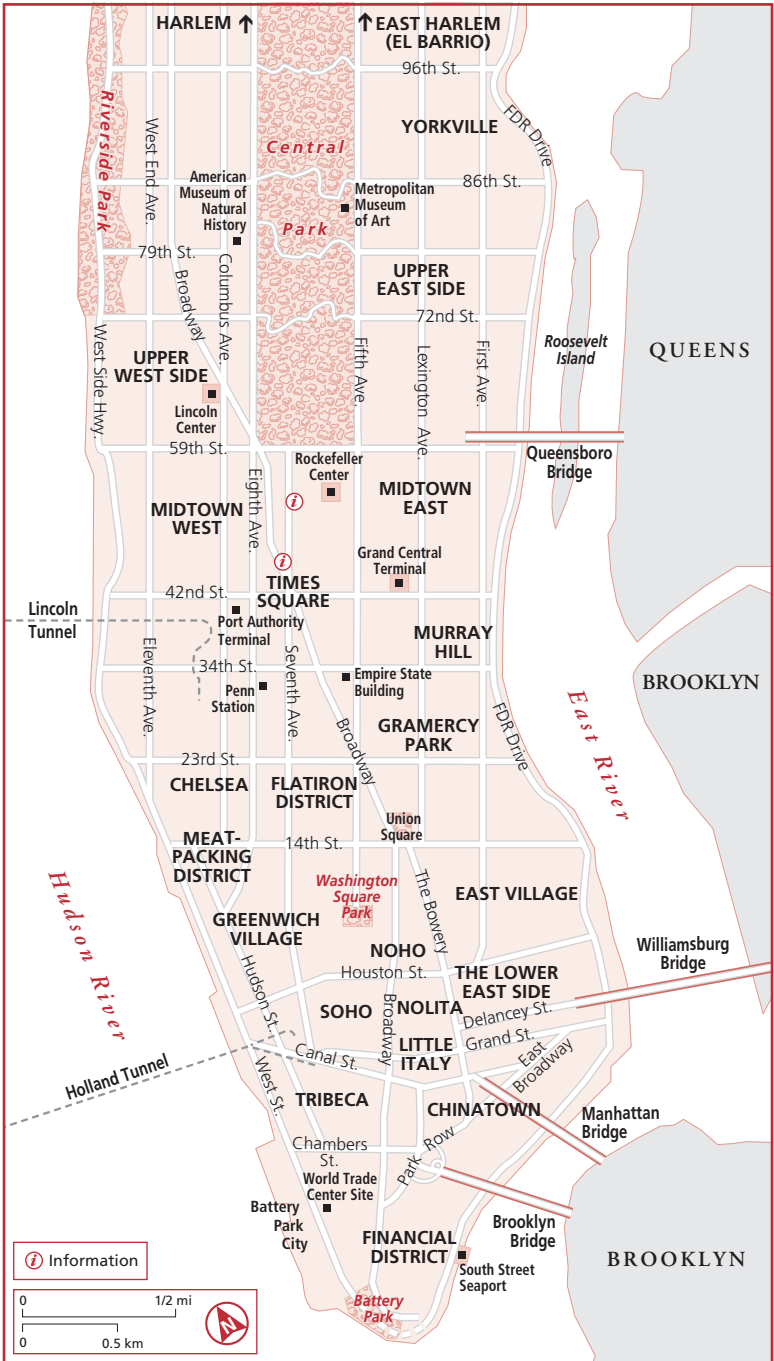 HARLEM
EAST HARLEM
(EL BARRIO)
96th St.
Riverside Park
West End Ave.
Central
Park
YORKVILLE
FDR Drive
American
Museum of
Natural
History
Metropolitan
Museum
of Art
86th St.
79th St.
Broadway
Columbus Ave.
UPPER
EAST SIDE
72nd St.
West Side Hwy.
UPPER
WEST SIDE
Lincoln
Center
Fifth Ave.
Lexington Ave.
First Ave.
Roosevelt
Island
QUEENS
59th St.
Queensboro
Bridge
Rockefeller
Center
MIDTOWN
WEST
Eighth Ave.
i
MIDTOWN
EAST
i
Grand Central
Terminal
42nd St.
TIMES
SQUARE
Lincoln
Tunnel
Port Authority
Terminal
MURRAY
HILL
Eleventh Ave.
34th St.
Seventh Ave.
Penn
Station
Empire State
Building
BROOKLYN
Broadway
GRAMERCY
PARK
FDR Drive
East River
23rd St.
CHELSEA
FLATIRON
DISTRICT
Union
Square
MEAT-
PACKING
DISTRICT
14th St.
Washington
Square
Park
The Bowery
EAST VILLAGE
Hudson River
GREENWICH
VILLAGE
NOHO
Houston St.
Hudson St.
THE LOWER
EAST SIDE
Williamsburg
Bridge
SOHO
Broadway
NOLITA
Delancey St.
Grand St.
LITTLE
ITALY
East
Broadway
Canal St.
Holland Tunnel
West St.
TRIBECA
CHINATOWN
Manhattan
Bridge
Chambers
St.
Park Row
World Trade
Center Site
Battery
Park
City
Brooklyn
Bridge
FINANCIAL
DISTRICT
South Street
Seaport
BROOKLYN
Battery
Park
i Information
0 1/2 mi
0 0.5 km
N